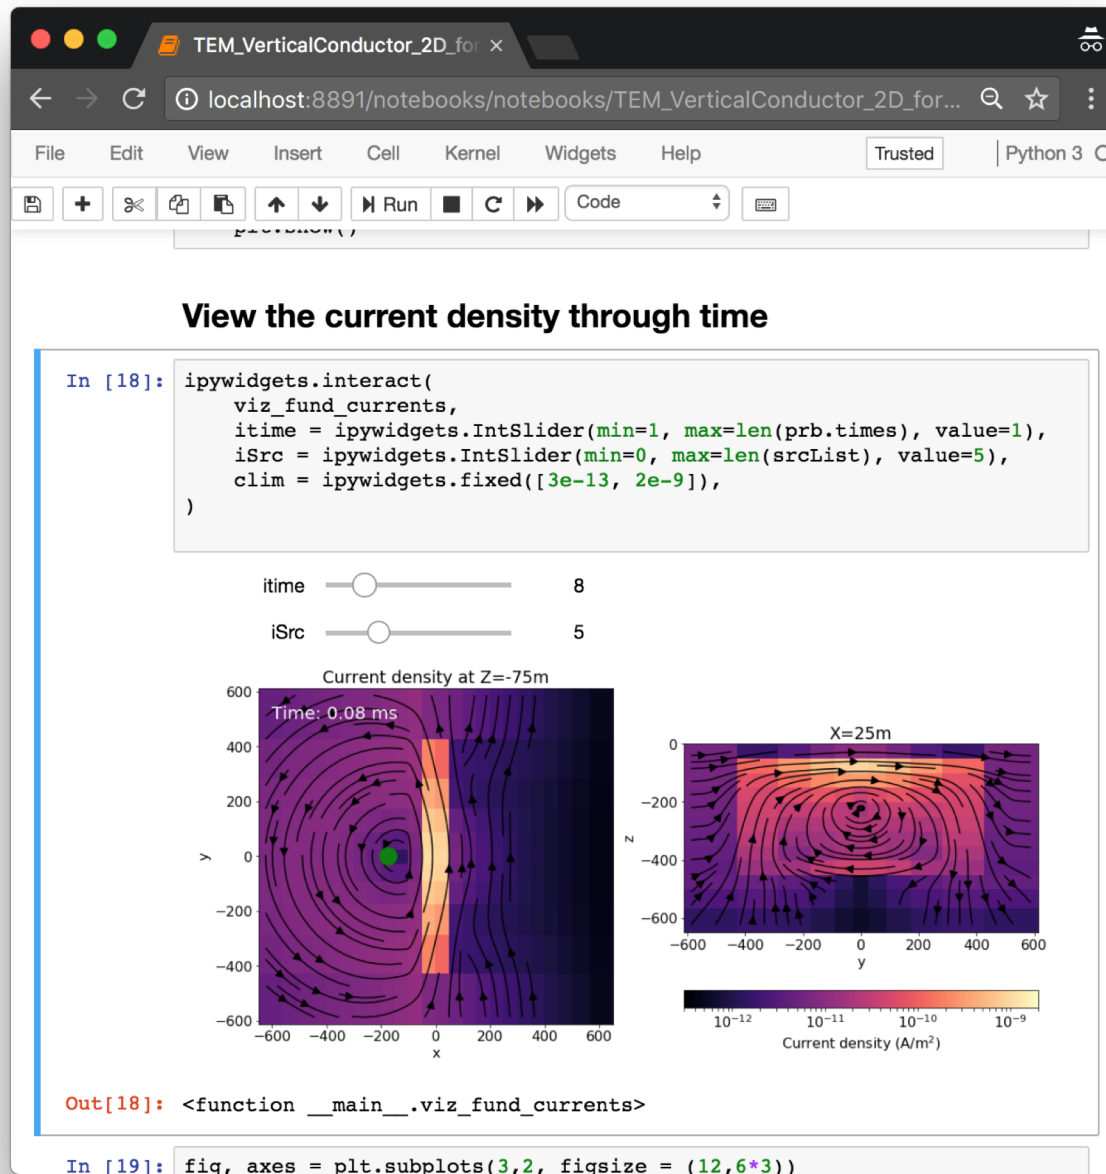 TEM_VerticalConductor_2D_for
localhost:8891/notebooks/notebooks/TEM_VerticalConductor_2D_for...
File Edit View Insert Cell Kernel Widgets Help Trusted Python 3
Run Code
plt.show()
View the current density through time
In [18]:
ipywidgets.interact(
    viz_fund_currents,
    itime = ipywidgets.IntSlider(min=1, max=len(prb.times), value=1),
    iSrc = ipywidgets.IntSlider(min=0, max=len(srcList), value=5),
    clim = ipywidgets.fixed([3e-13, 2e-9]),
)
itime 8
iSrc 5
Current density at Z=-75m
Time: 0.08 ms
600
400
200
0
−200
−400
−600
y
−600 −400 −200 0 200 400 600
x
X=25m
0
−200
−400
−600
z
−600 −400 −200 0 200 400 600
y
10⁻¹² 10⁻¹¹ 10⁻¹⁰ 10⁻⁹
Current density (A/m²)
Out[18]: <function __main__.viz_fund_currents>
In [19]: fig, axes = plt.subplots(3,2, figsize = (12,6*3))